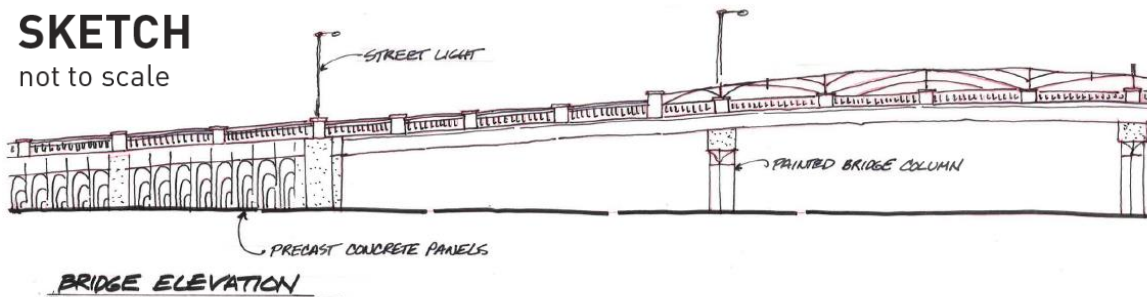 SKETCH
not to scale
STREET LIGHT
PAINTED BRIDGE COLUMN
PRECAST CONCRETE PANELS
BRIDGE ELEVATION